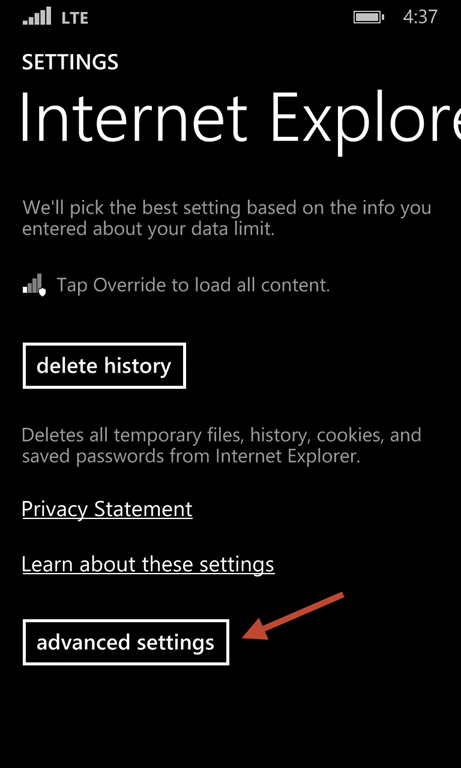 LTE 4:37
SETTINGS
Internet Explore
We'll pick the best setting based on the info you
entered about your data limit.
Tap Override to load all content.
delete history
Deletes all temporary files, history, cookies, and
saved passwords from Internet Explorer.
Privacy Statement
Learn about these settings
advanced settings